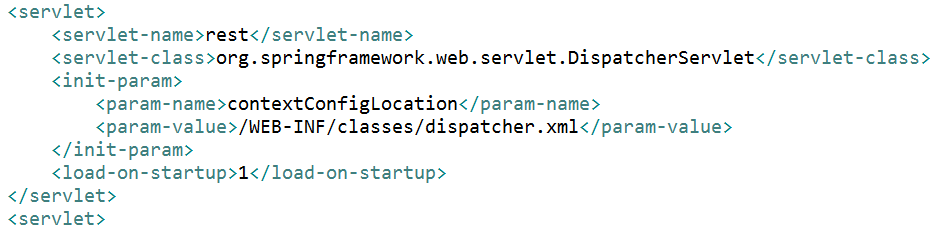 <servlet>
<servlet-name>rest</servlet-name>
<servlet-class>org.springframework.web.servlet.DispatcherServlet</servlet-class>
<init-param>
<param-name>contextConfigLocation</param-name>
<param-value>/WEB-INF/classes/dispatcher.xml</param-value>
</init-param>
<load-on-startup>1</load-on-startup>
</servlet>
<servlet>